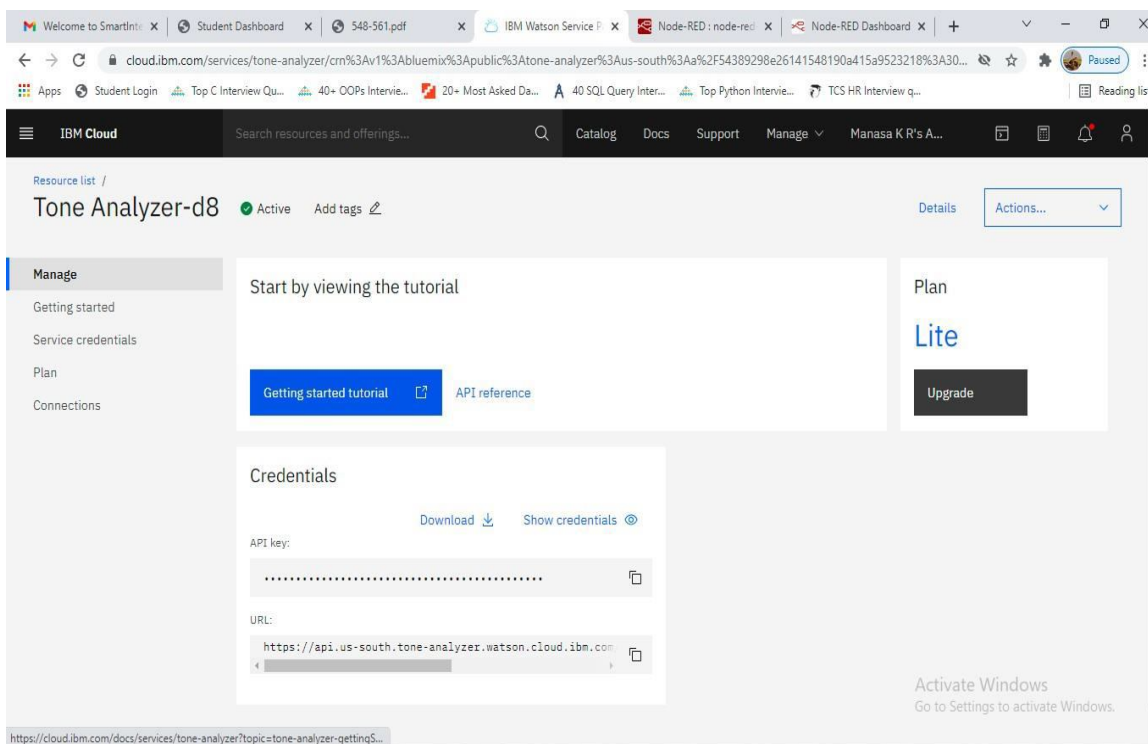 Welcome to SmartInte
Student Dashboard
548-561.pdf
IBM Watson Service P
Node-RED : node-red
Node-RED Dashboard
cloud.ibm.com/services/tone-analyzer/crn%3Av1%3Abluemix%3Apublic%3Atone-analyzer%3Aus-south%3Aa%2F54389298e26141548190a415a9523218%3A30...
Paused
Apps
Student Login
Top C Interview Qu...
40+ OOPs Intervie...
20+ Most Asked Da...
40 SQL Query Inter...
Top Python Intervie...
TCS HR Interview q...
Reading lis
IBM Cloud
Search resources and offerings...
Catalog
Docs
Support
Manage
Manasa K R's A...
Resource list /
Tone Analyzer-d8
Active
Add tags
Details
Actions...
Manage
Getting started
Service credentials
Plan
Connections
Start by viewing the tutorial
Getting started tutorial
API reference
Plan
Lite
Upgrade
Credentials
Download
Show credentials
API key:
URL:
https://api.us-south.tone-analyzer.watson.cloud.ibm.com
Activate Windows
Go to Settings to activate Windows.
https://cloud.ibm.com/docs/services/tone-analyzer?topic=tone-analyzer-gettingS...